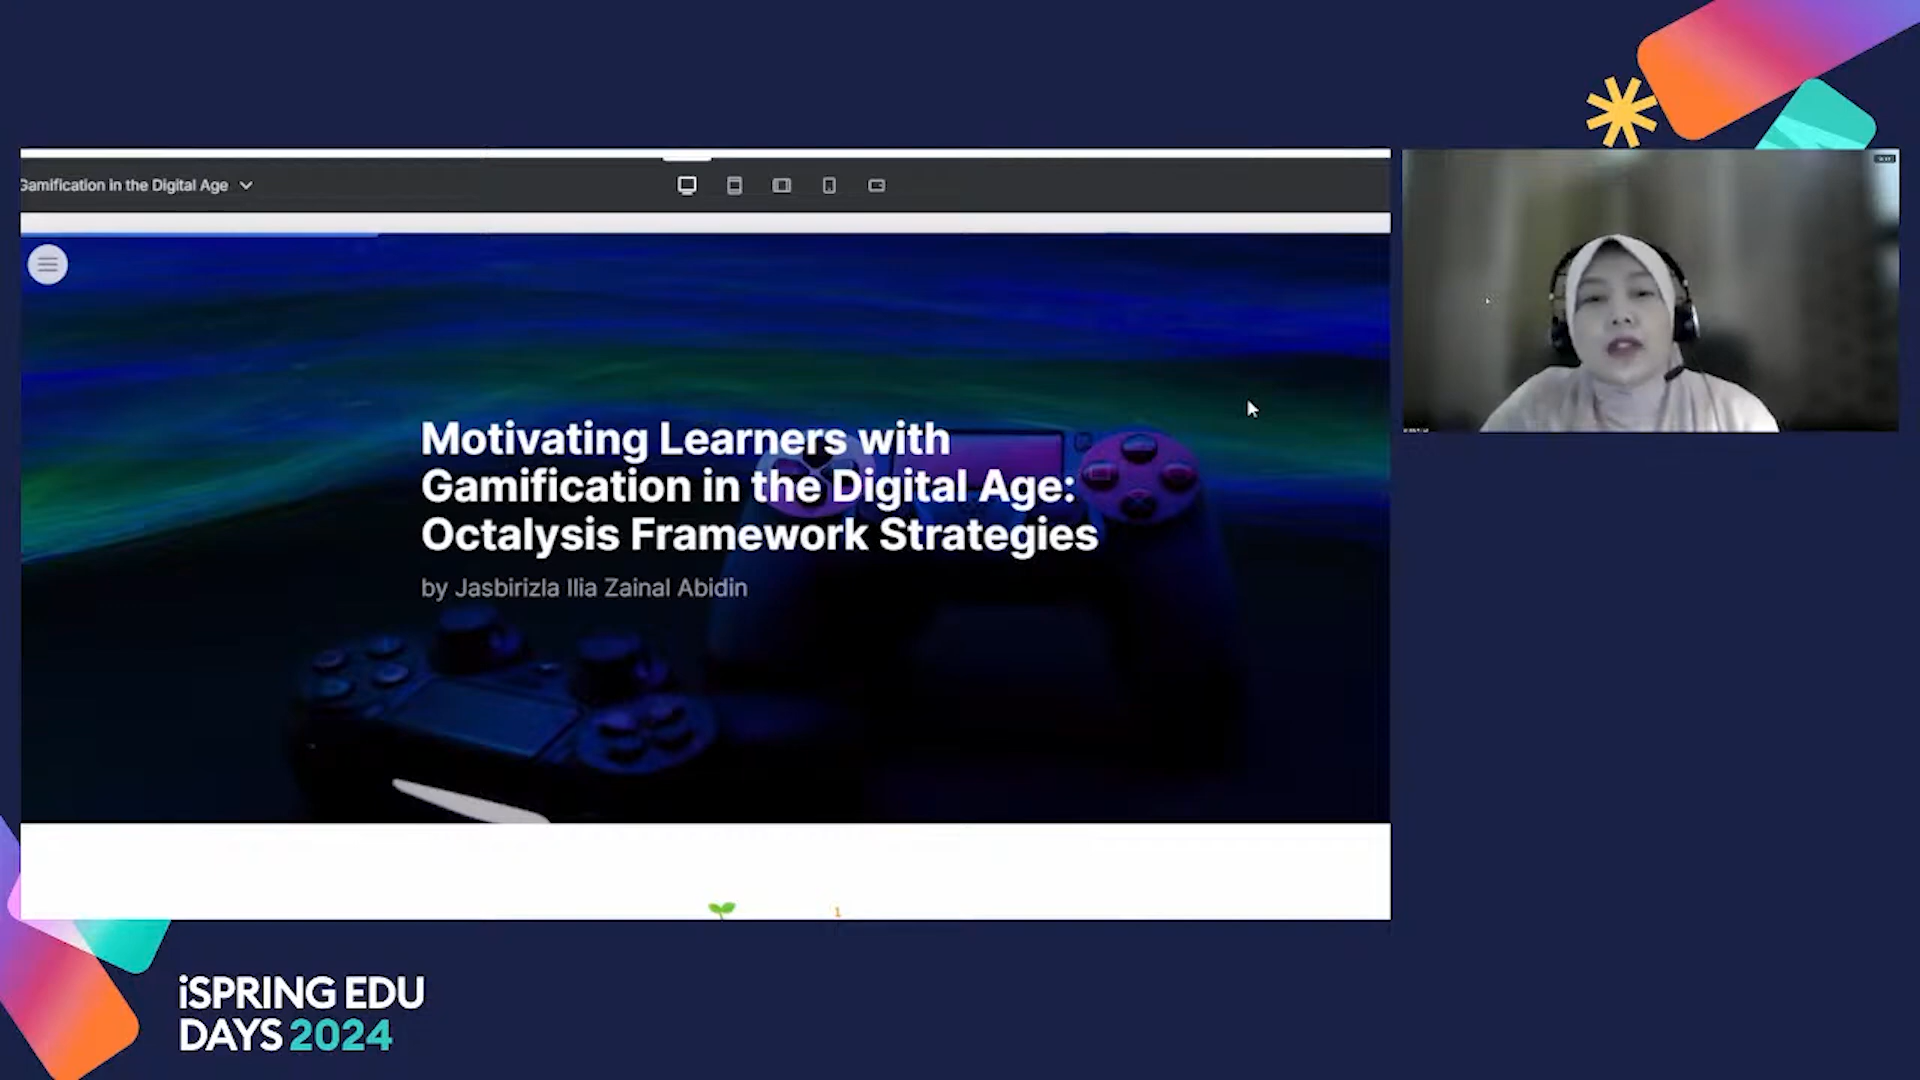 Gamification in the Digital Age
Motivating Learners with
Gamification in the Digital Age:
Octalysis Framework Strategies
by Jasbirizla Ilia Zainal Abidin
1
iSPRING EDU
DAYS 2024